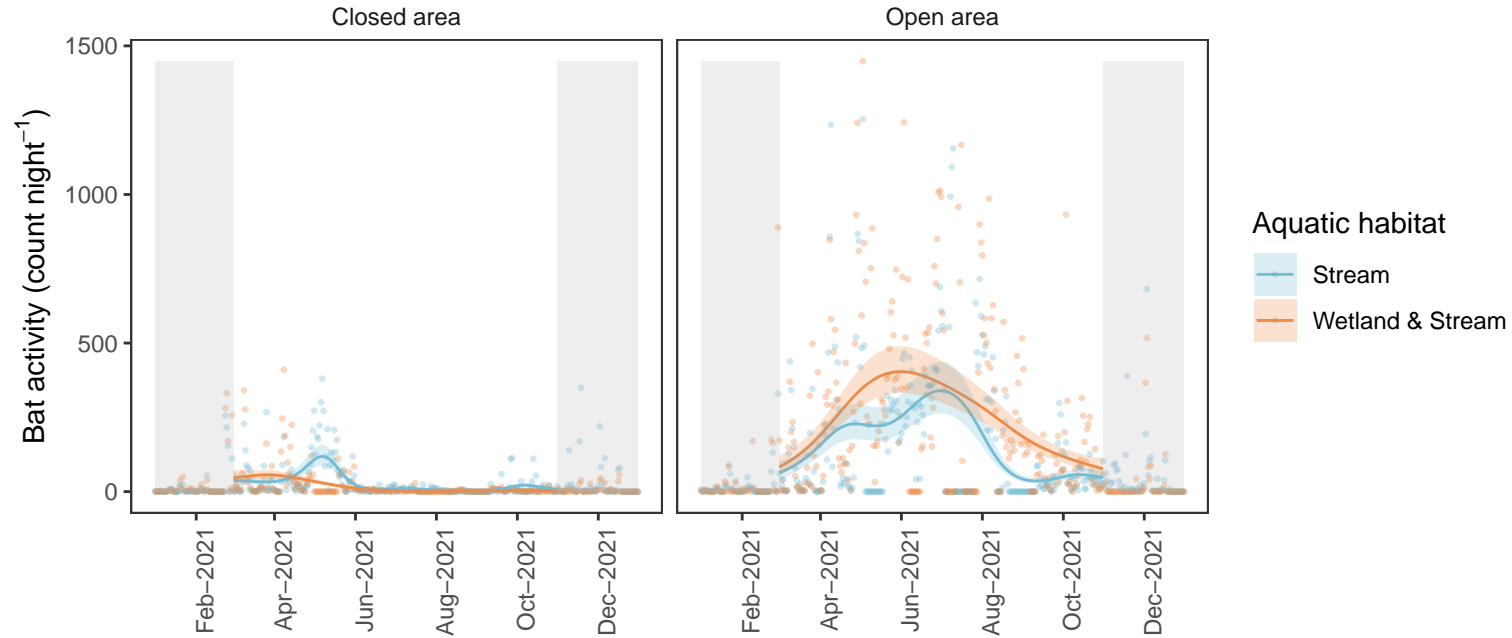 Closed area
Open area
Bat activity (count night−1)
1500
1000
500
0
Feb−2021
Apr−2021
Jun−2021
Aug−2021
Oct−2021
Dec−2021
Feb−2021
Apr−2021
Jun−2021
Aug−2021
Oct−2021
Dec−2021
Aquatic habitat
Stream
Wetland & Stream